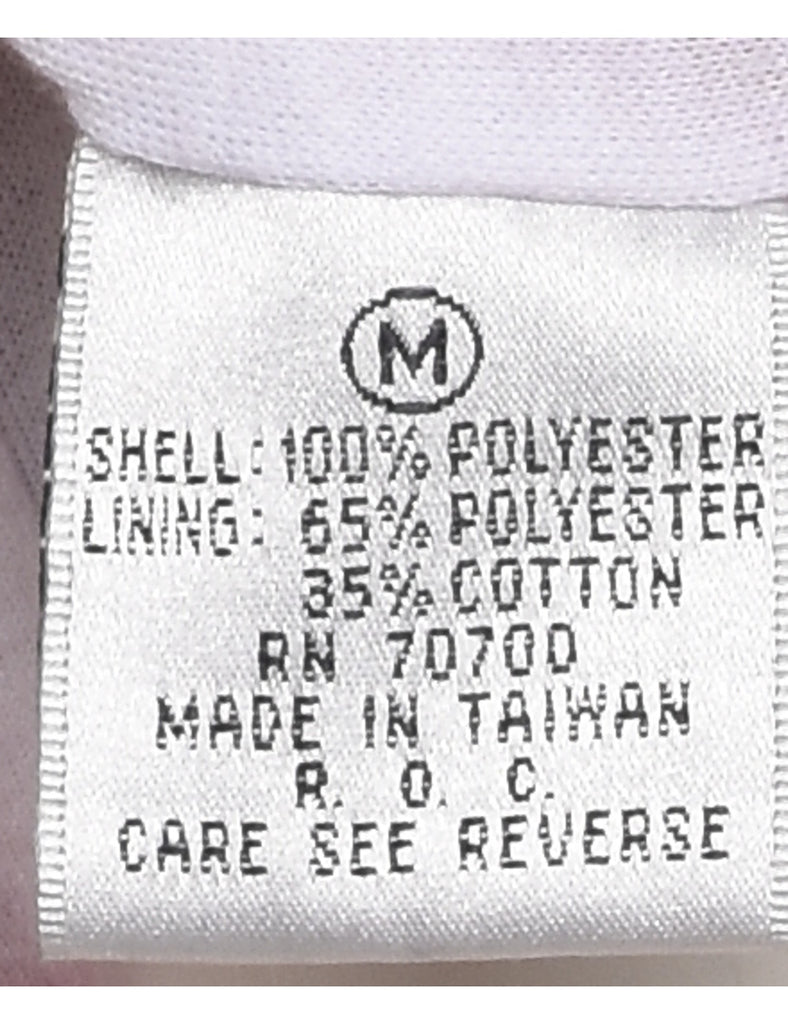 M
SHELL: 100% POLYESTER
LINING: 65% POLYESTER
35% COTTON
RN 70700
MADE IN TAIWAN
R. O. C.
CARE SEE REVERSE